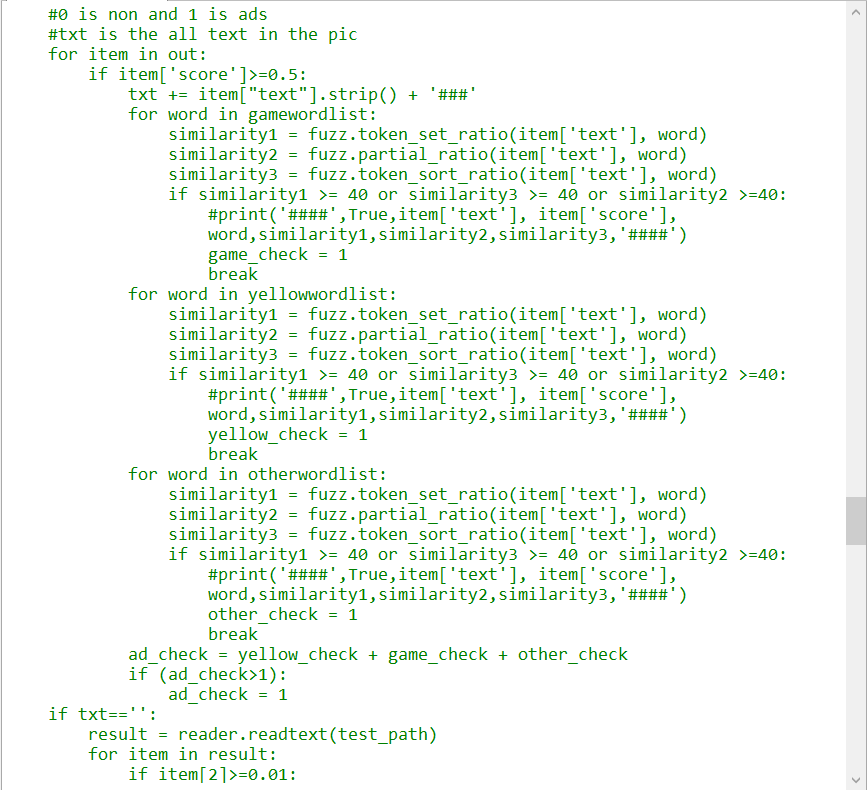 #0 is non and 1 is ads
#txt is the all text in the pic
for item in out:
    if item['score']>=0.5:
        txt += item["text"].strip() + '###'
        for word in gamewordlist:
            similarity1 = fuzz.token_set_ratio(item['text'], word)
            similarity2 = fuzz.partial_ratio(item['text'], word)
            similarity3 = fuzz.token_sort_ratio(item['text'], word)
            if similarity1 >= 40 or similarity3 >= 40 or similarity2 >=40:
                #print('####',True,item['text'], item['score'],
                word,similarity1,similarity2,similarity3,'####')
                game_check = 1
                break
        for word in yellowwordlist:
            similarity1 = fuzz.token_set_ratio(item['text'], word)
            similarity2 = fuzz.partial_ratio(item['text'], word)
            similarity3 = fuzz.token_sort_ratio(item['text'], word)
            if similarity1 >= 40 or similarity3 >= 40 or similarity2 >=40:
                #print('####',True,item['text'], item['score'],
                word,similarity1,similarity2,similarity3,'####')
                yellow_check = 1
                break
        for word in otherwordlist:
            similarity1 = fuzz.token_set_ratio(item['text'], word)
            similarity2 = fuzz.partial_ratio(item['text'], word)
            similarity3 = fuzz.token_sort_ratio(item['text'], word)
            if similarity1 >= 40 or similarity3 >= 40 or similarity2 >=40:
                #print('####',True,item['text'], item['score'],
                word,similarity1,similarity2,similarity3,'####')
                other_check = 1
                break
        ad_check = yellow_check + game_check + other_check
        if (ad_check>1):
            ad_check = 1
if txt=='':
    result = reader.readtext(test_path)
    for item in result:
        if item[2]>=0.01: